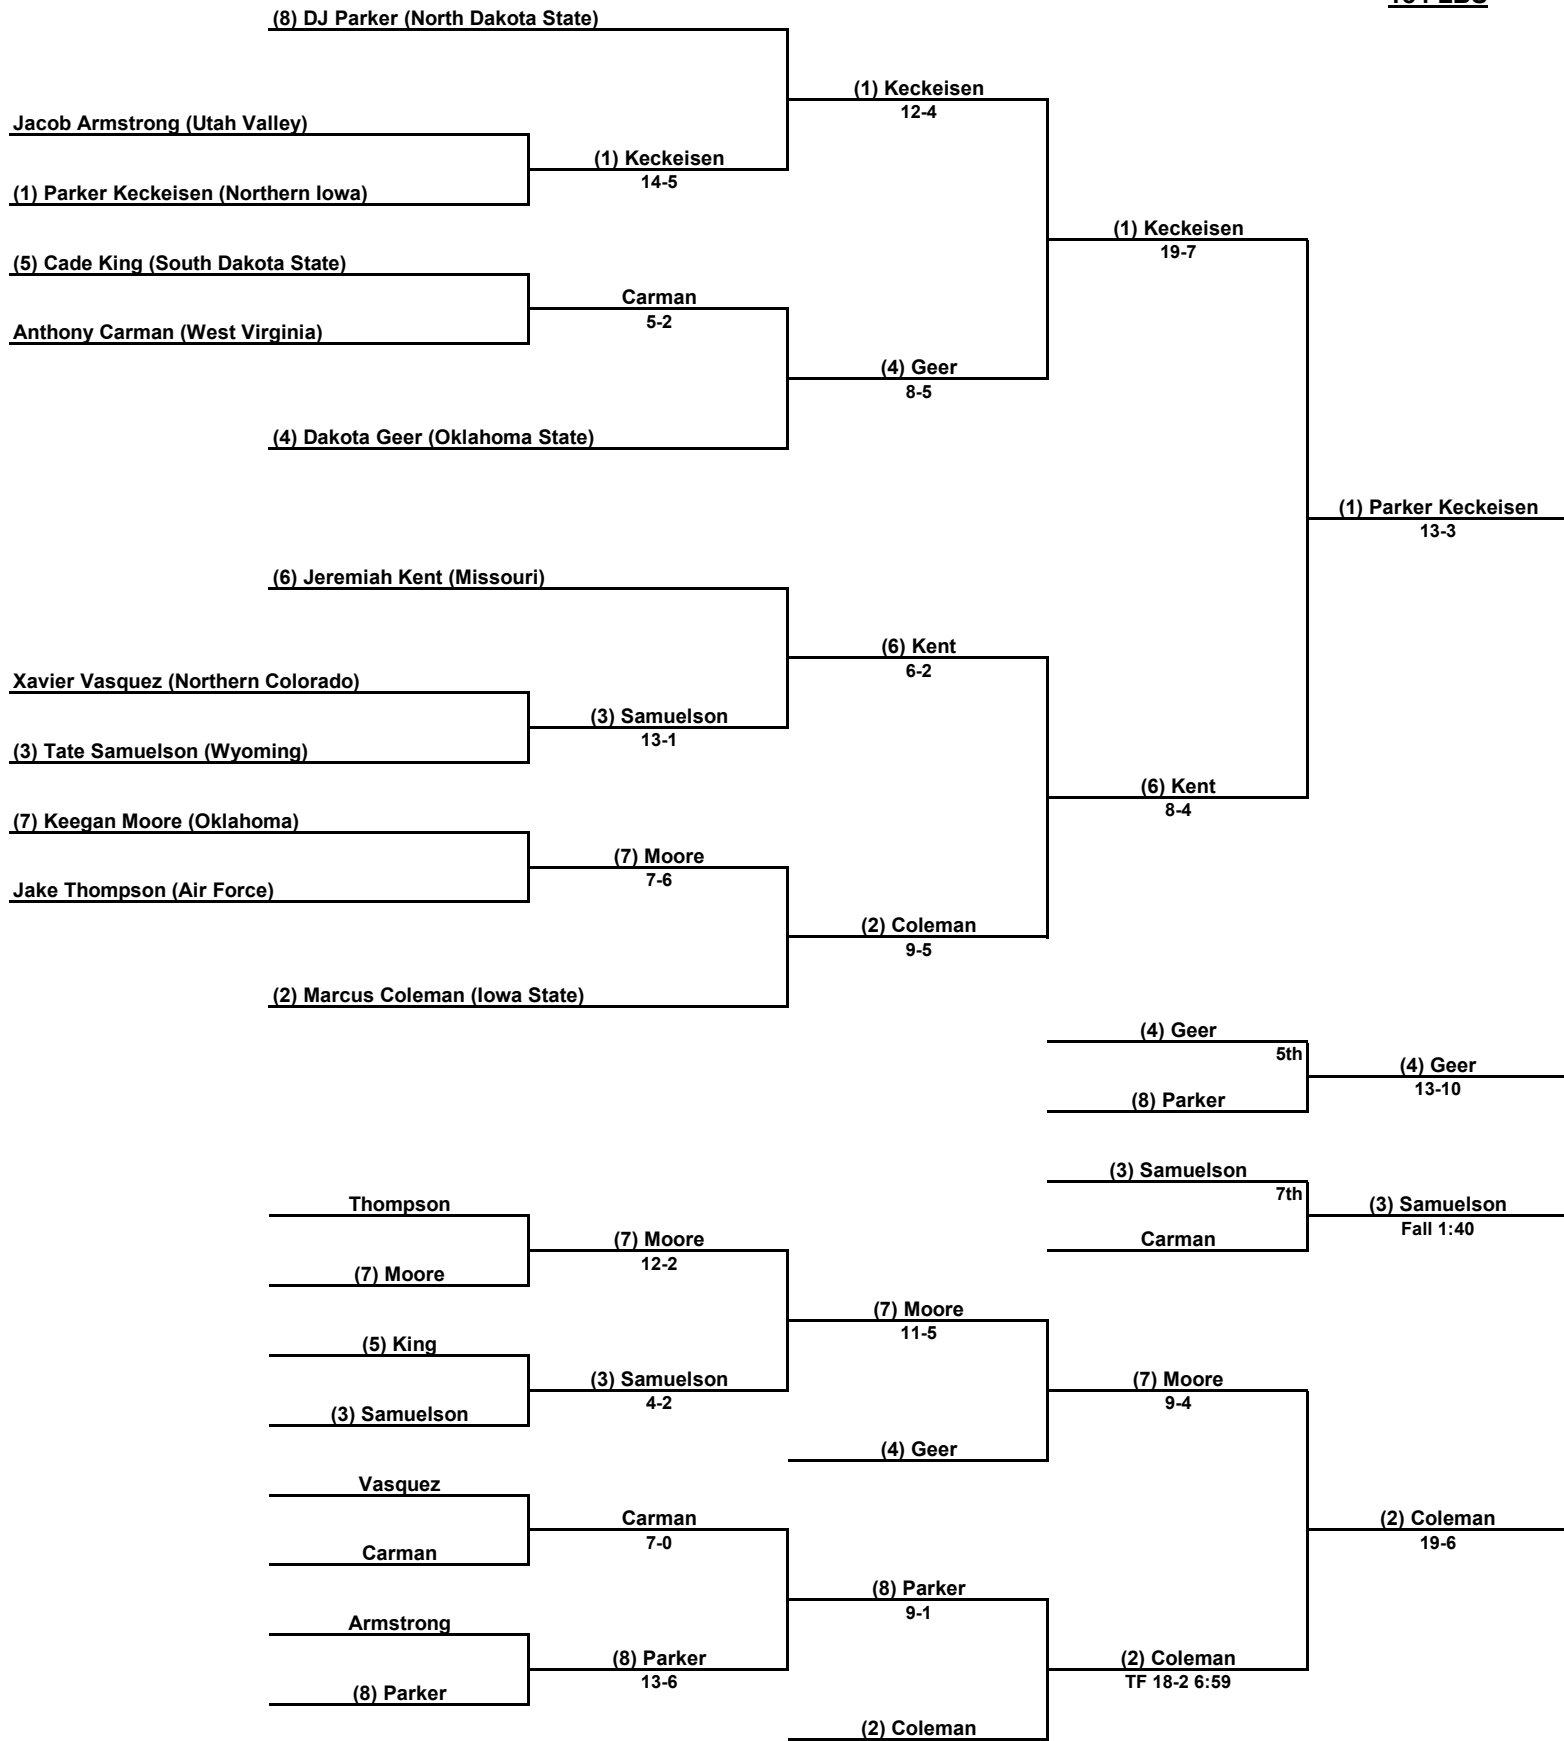 (8) DJ Parker (North Dakota State)
(1) Keckeisen
12-4
Jacob Armstrong (Utah Valley)
(1) Keckeisen
14-5
(1) Parker Keckeisen (Northern Iowa)
(1) Keckeisen
19-7
(5) Cade King (South Dakota State)
Carman
5-2
Anthony Carman (West Virginia)
(4) Geer
8-5
(4) Dakota Geer (Oklahoma State)
(1) Parker Keckeisen
13-3
(6) Jeremiah Kent (Missouri)
(6) Kent
6-2
Xavier Vasquez (Northern Colorado)
(3) Samuelson
13-1
(3) Tate Samuelson (Wyoming)
(6) Kent
8-4
(7) Keegan Moore (Oklahoma)
(7) Moore
7-6
Jake Thompson (Air Force)
(2) Coleman
9-5
(2) Marcus Coleman (Iowa State)
(4) Geer
5th
(4) Geer
13-10
(8) Parker
(3) Samuelson
7th
(3) Samuelson
Fall 1:40
Carman
Thompson
(7) Moore
12-2
(7) Moore
(7) Moore
11-5
(5) King
(3) Samuelson
4-2
(3) Samuelson
(7) Moore
9-4
(4) Geer
Vasquez
Carman
7-0
Carman
(2) Coleman
19-6
(8) Parker
9-1
Armstrong
(8) Parker
13-6
(8) Parker
(2) Coleman
TF 18-2 6:59
(2) Coleman